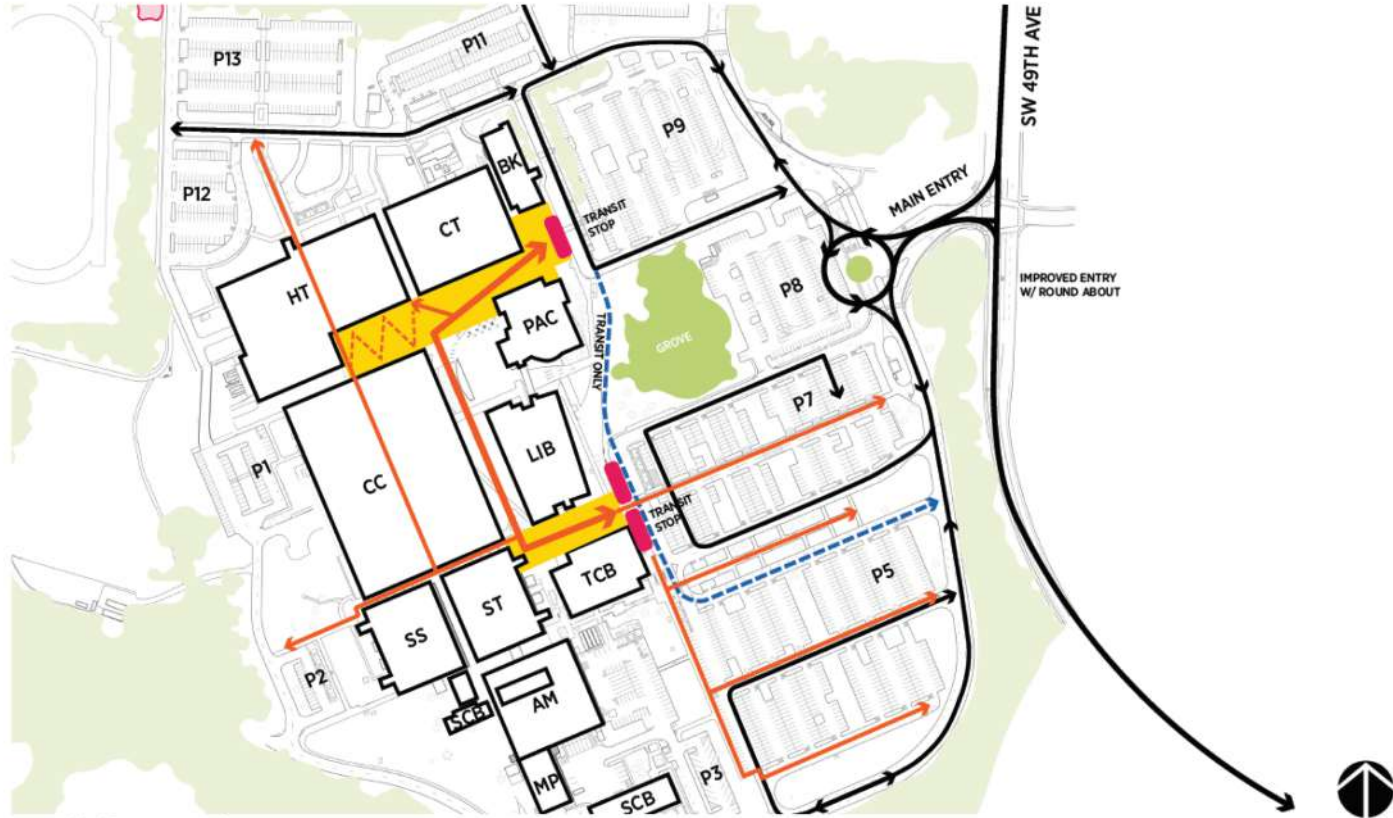 SW 49TH AVE
P13
P11
P9
BK
P12
MAIN ENTRY
TRANSIT
STOP
CT
IMPROVED ENTRY
W/ ROUND ABOUT
HT
P8
PAC
GROVE
TRANSIT ONLY
P7
LIB
P1
CC
TRANSIT
STOP
TCB
P5
ST
SS
P2
AM
SCB
MP
P3
SCB